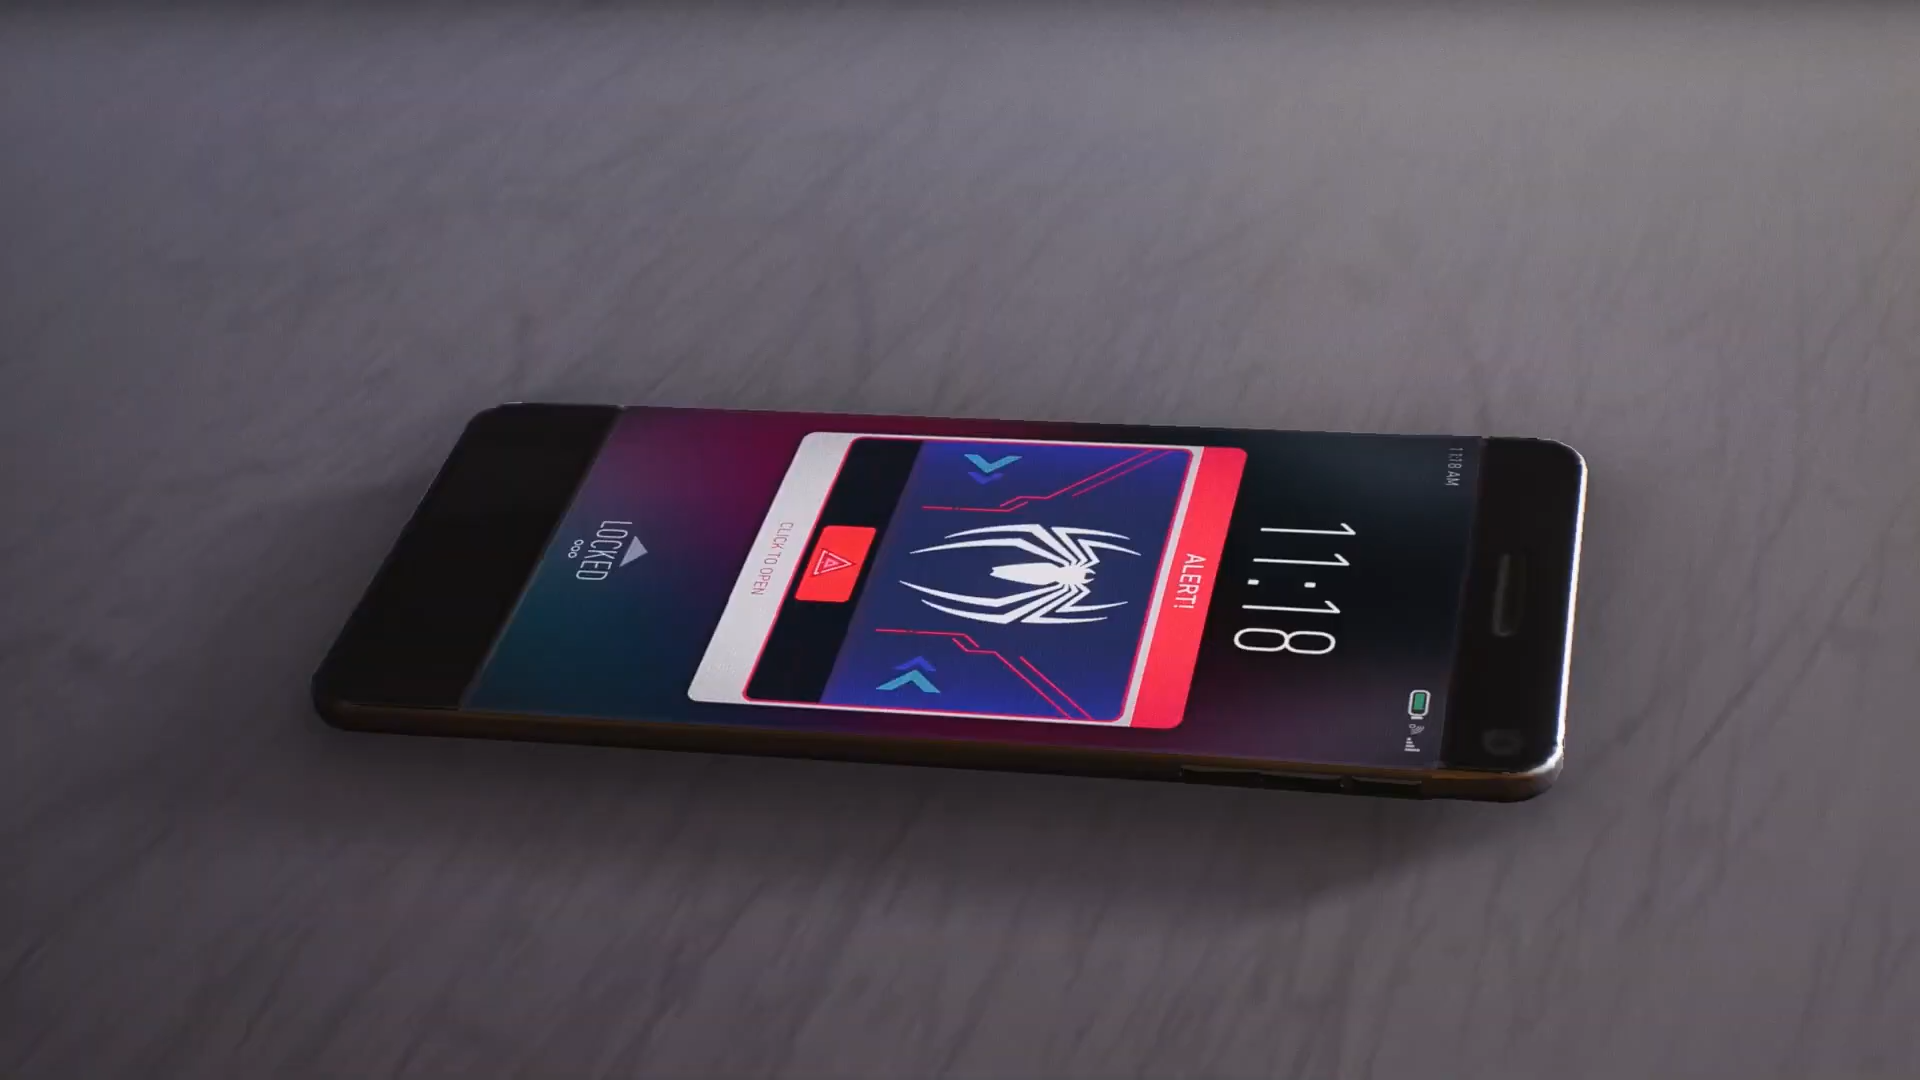 11:18 AM
11:18
ALERT!
CLICK TO OPEN
LOCKED